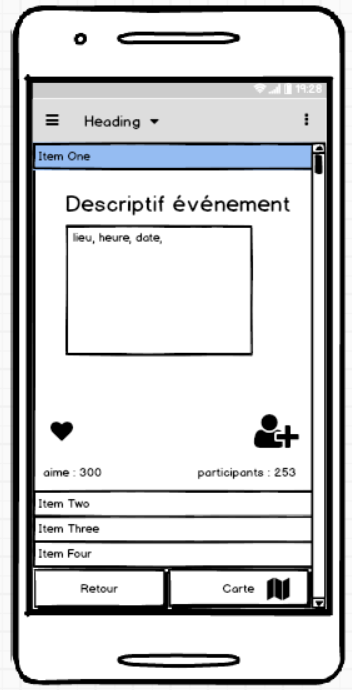 19:28
Heading
Item One
Descriptif événement
lieu, heure, date,
aime : 300
participants : 253
Item Two
Item Three
Item Four
Retour
Carte